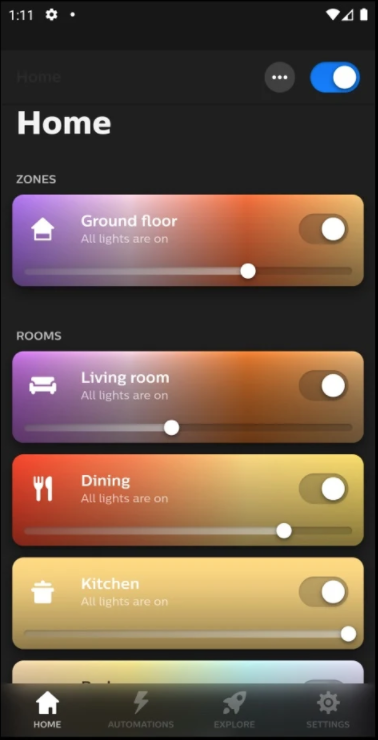 1:11
Home
Home
ZONES
Ground floor
All lights are on
ROOMS
Living room
All lights are on
Dining
All lights are on
Kitchen
All lights are on
HOME
AUTOMATIONS
EXPLORE
SETTINGS